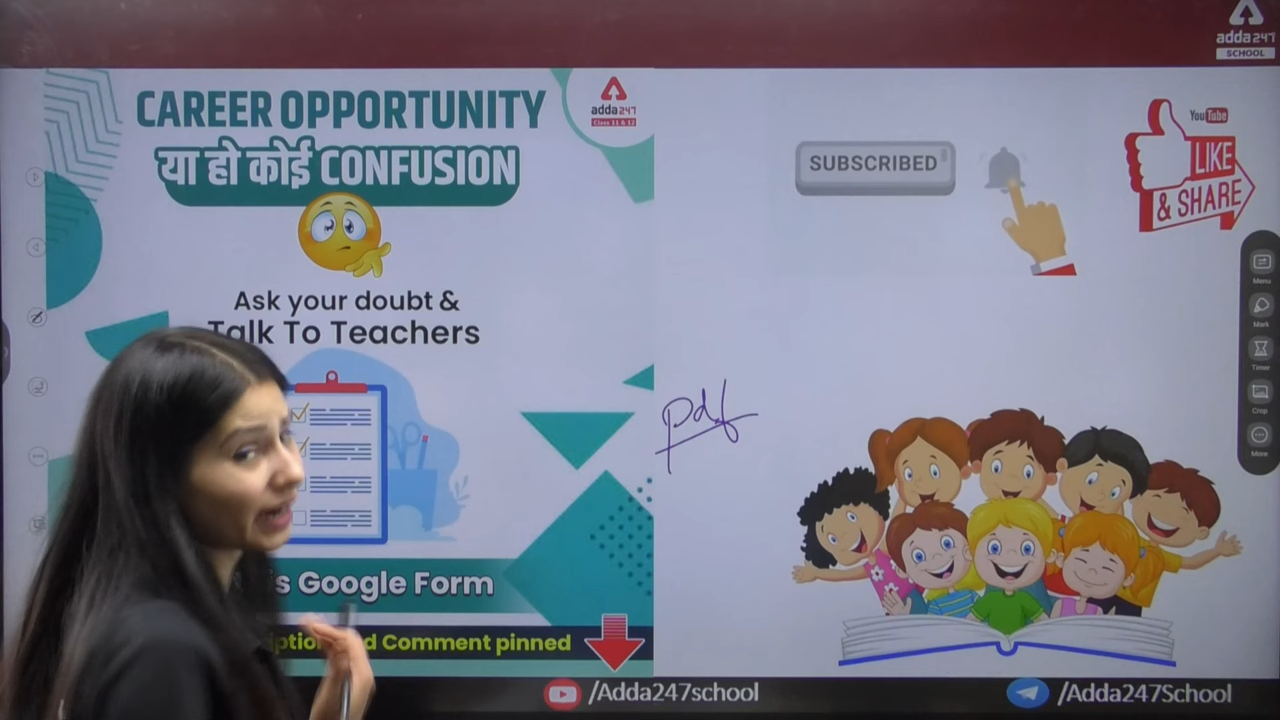 adda247
SCHOOL
CAREER OPPORTUNITY
या हो कोई CONFUSION
adda247
Class 11 & 12
Ask your doubt &
Talk To Teachers
s Google Form
d Comment pinned
SUBSCRIBED
YouTube
LIKE
& SHARE
pdf
Menu
Mark
Timer
Crop
More
/Adda247school
/Adda247School